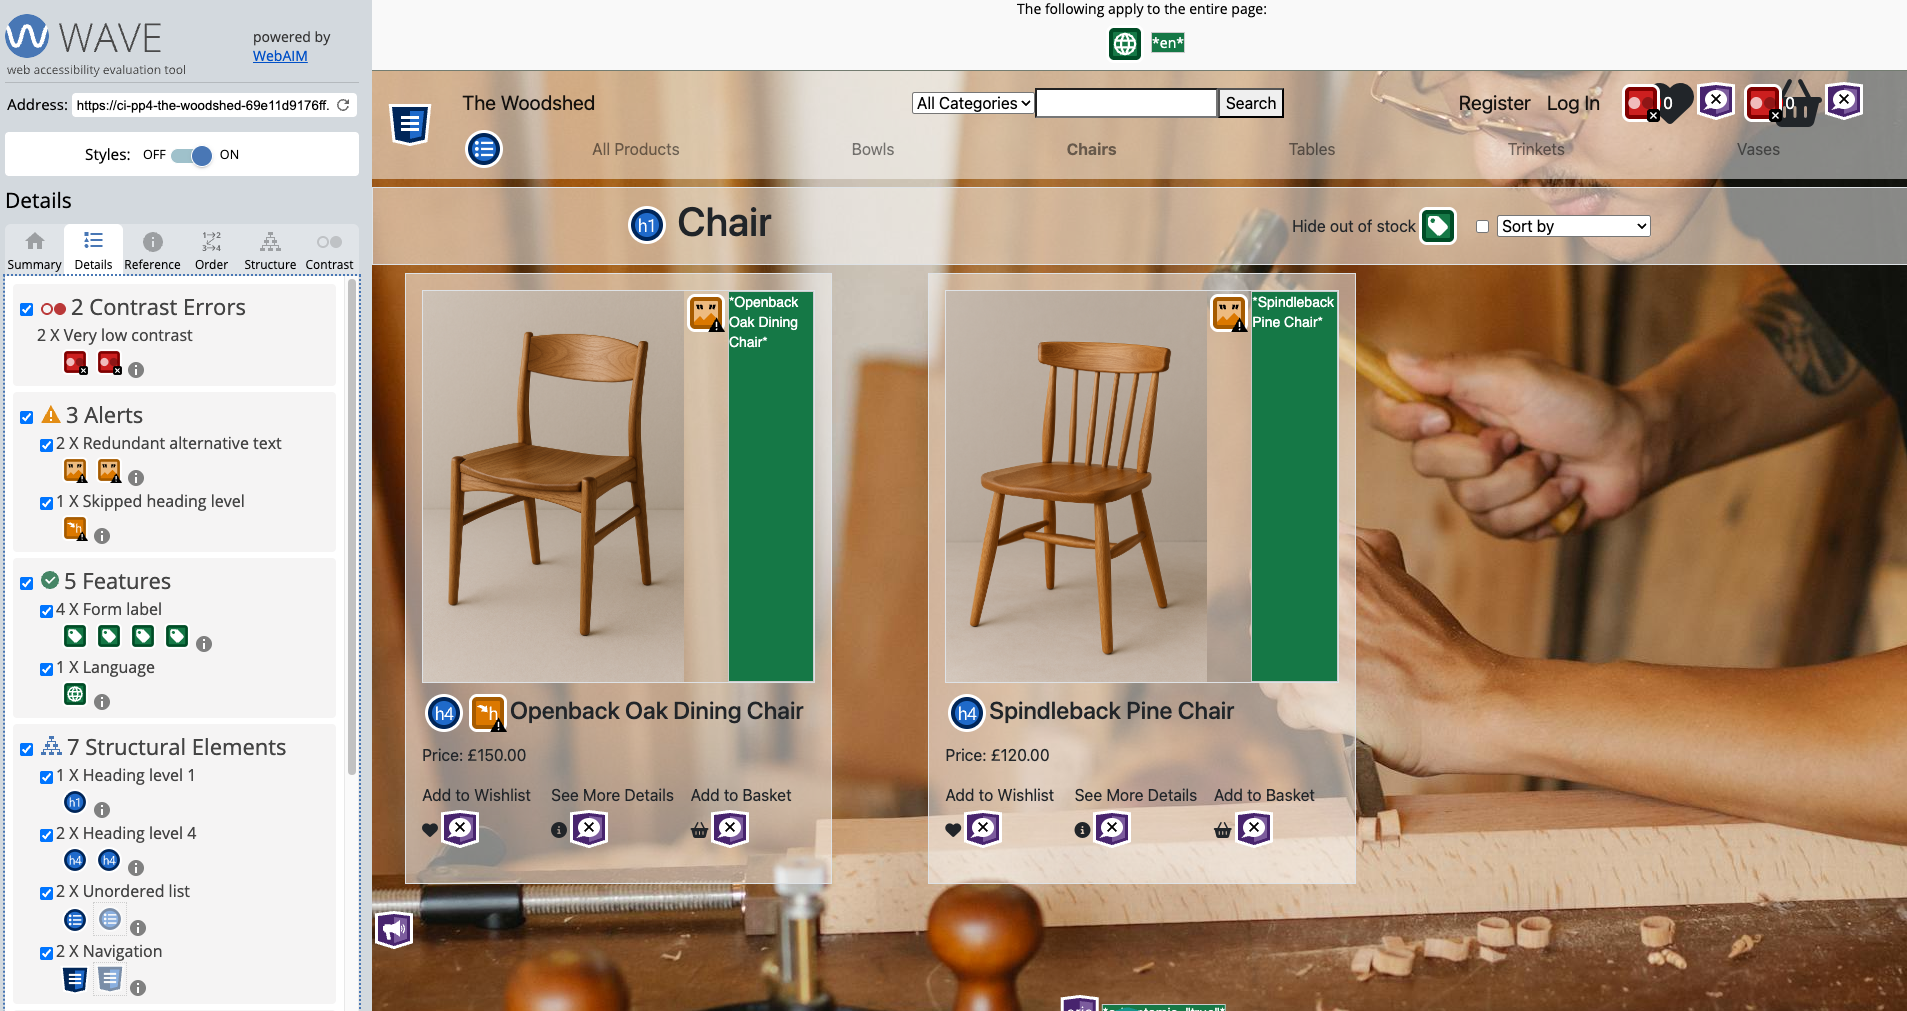 WAVE
powered by
WebAIM
web accessibility evaluation tool
Address: https://ci-pp4-the-woodshed-69e11d9176ff.
Styles: OFF ON
Details
Summary Details Reference Order Structure Contrast
2 Contrast Errors
2 X Very low contrast
3 Alerts
2 X Redundant alternative text
1 X Skipped heading level
5 Features
4 X Form label
1 X Language
7 Structural Elements
1 X Heading level 1
h1
2 X Heading level 4
h4 h4
2 X Unordered list
2 X Navigation
The following apply to the entire page:
*en*
The Woodshed
All Categories Search
Register Log In 0 0
All Products Bowls Chairs Tables Trinkets Vases
h1 Chair
Hide out of stock Sort by
*Openback
Oak Dining
Chair*
h4 h Openback Oak Dining Chair
Price: £150.00
Add to Wishlist See More Details Add to Basket
*Spindleback
Pine Chair*
h4 Spindleback Pine Chair
Price: £120.00
Add to Wishlist See More Details Add to Basket